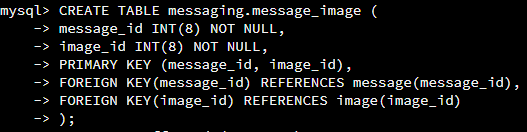 mysql> CREATE TABLE messaging.message_image (
-> message_id INT(8) NOT NULL,
-> image_id INT(8) NOT NULL,
-> PRIMARY KEY (message_id, image_id),
-> FOREIGN KEY(message_id) REFERENCES message(message_id),
-> FOREIGN KEY(image_id) REFERENCES image(image_id)
-> );